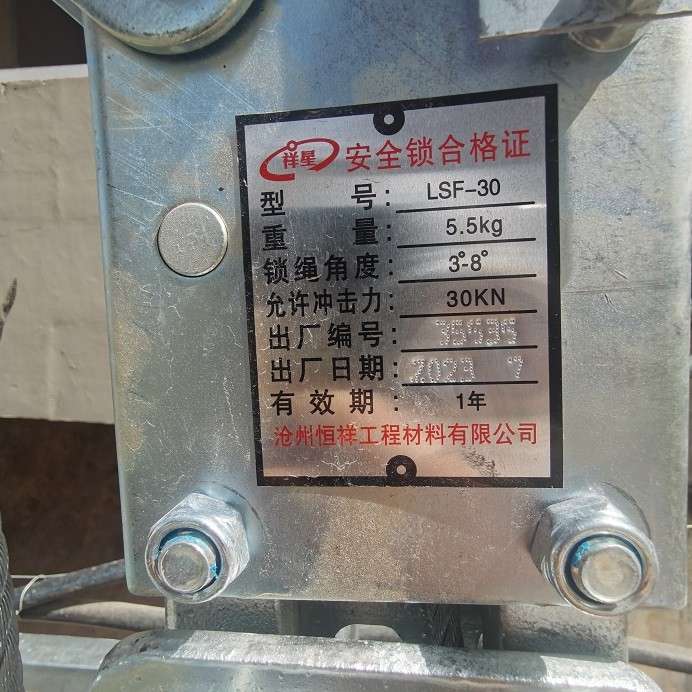 祥星 安全锁合格证
型号: LSF-30
重量: 5.5kg
锁绳角度: 3°-8°
允许冲击力: 30KN
出厂编号: 35535
出厂日期: 2023 7
有效期: 1年
沧州恒祥工程材料有限公司